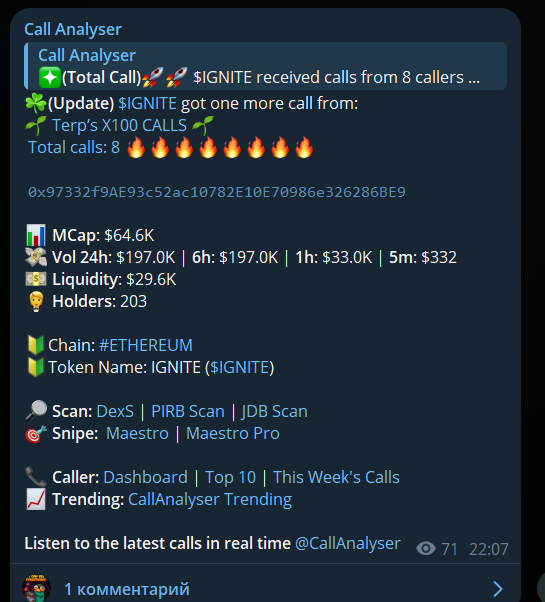 Call Analyser
Call Analyser
(Total Call)🚀🚀 $IGNITE received calls from 8 callers ...
🍀(Update) $IGNITE got one more call from:
🌱 Terp’s X100 CALLS 🌱
Total calls: 8 🔥🔥🔥🔥🔥🔥🔥🔥
0x97332f9AE93c52ac10782E10E70986e326286BE9
📊 MCap: $64.6K
💸 Vol 24h: $197.0K | 6h: $197.0K | 1h: $33.0K | 5m: $332
💵 Liquidity: $29.6K
Holders: 203
🔰Chain: #ETHEREUM
🔰Token Name: IGNITE ($IGNITE)
🔎 Scan: DexS | PIRB Scan | JDB Scan
🎯 Snipe: Maestro | Maestro Pro
📞 Caller: Dashboard | Top 10 | This Week's Calls
📈 Trending: CallAnalyser Trending
Listen to the latest calls in real time @CallAnalyser 71 22:07
1 комментарий